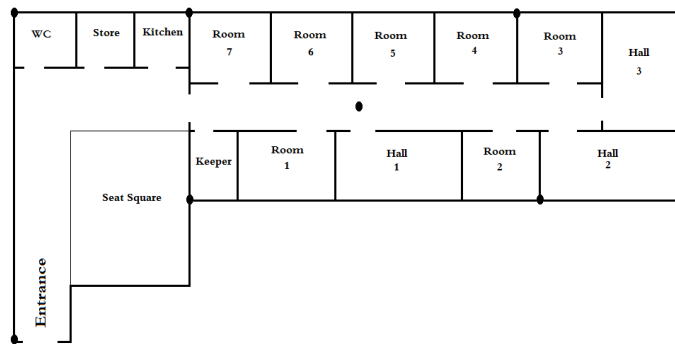 WC
Store
Kitchen
Room
7
Room
6
Room
5
Room
4
Room
3
Hall
3
Keeper
Room
1
Hall
1
Room
2
Hall
2
Seat Square
Entrance